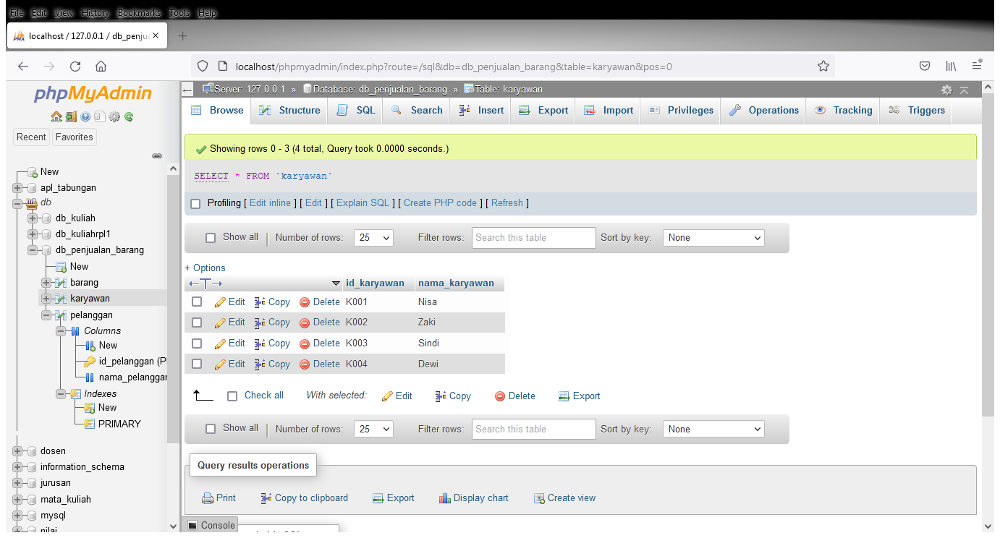 File Edit View History Bookmarks Tools Help
localhost / 127.0.0.1 / db_penju
localhost/phpmyadmin/index.php?route=/sql&db=db_penjualan_barang&table=karyawan&pos=0
phpMyAdmin
Recent Favorites
New
apl_tabungan
db
db_kuliah
db_kuliahrpl1
db_penjualan_barang
New
barang
karyawan
pelanggan
Columns
New
id_pelanggan (P
nama_pelanggan
Indexes
New
PRIMARY
dosen
information_schema
jurusan
mata_kuliah
mysql
nilai
Server: 127.0.0.1 » Database: db_penjualan_barang » Table: karyawan
Browse Structure SQL Search Insert Export Import Privileges Operations Tracking Triggers
Showing rows 0 - 3 (4 total, Query took 0.0000 seconds.)
SELECT * FROM `karyawan`
Profiling [ Edit inline ] [ Edit ] [ Explain SQL ] [ Create PHP code ] [ Refresh ]
Show all | Number of rows: 25 Filter rows: Search this table Sort by key: None
+ Options
←T→ id_karyawan nama_karyawan
Edit Copy Delete K001 Nisa
Edit Copy Delete K002 Zaki
Edit Copy Delete K003 Sindi
Edit Copy Delete K004 Dewi
Check all With selected: Edit Copy Delete Export
Show all | Number of rows: 25 Filter rows: Search this table Sort by key: None
Query results operations
Print Copy to clipboard Export Display chart Create view
Console